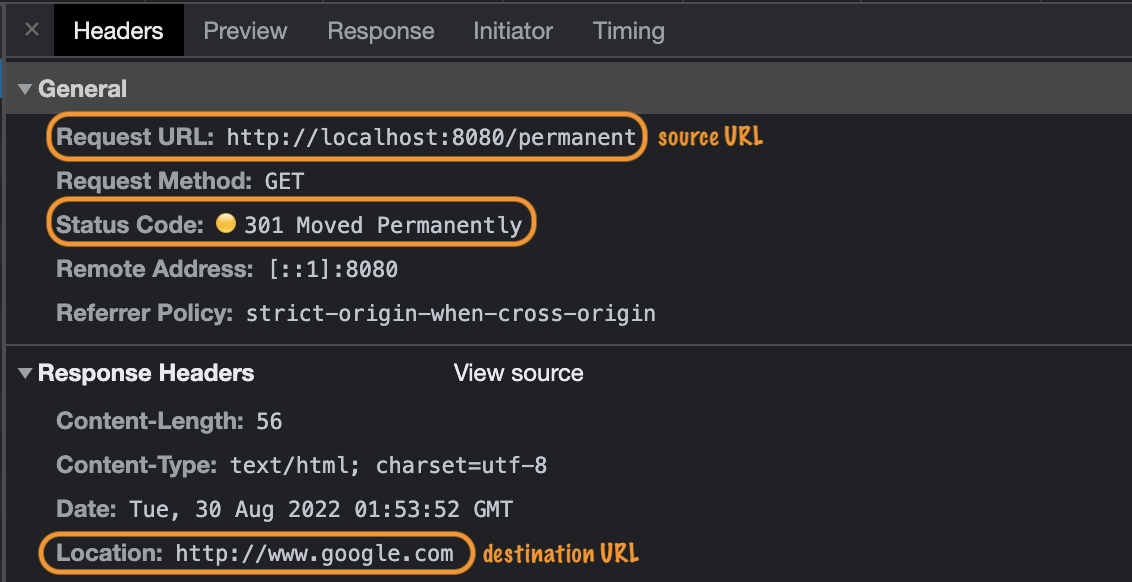 × Headers Preview Response Initiator Timing
General
Request URL: http://localhost:8080/permanent source URL
Request Method: GET
Status Code: 301 Moved Permanently
Remote Address: [::1]:8080
Referrer Policy: strict-origin-when-cross-origin
Response Headers View source
Content-Length: 56
Content-Type: text/html; charset=utf-8
Date: Tue, 30 Aug 2022 01:53:52 GMT
Location: http://www.google.com destination URL